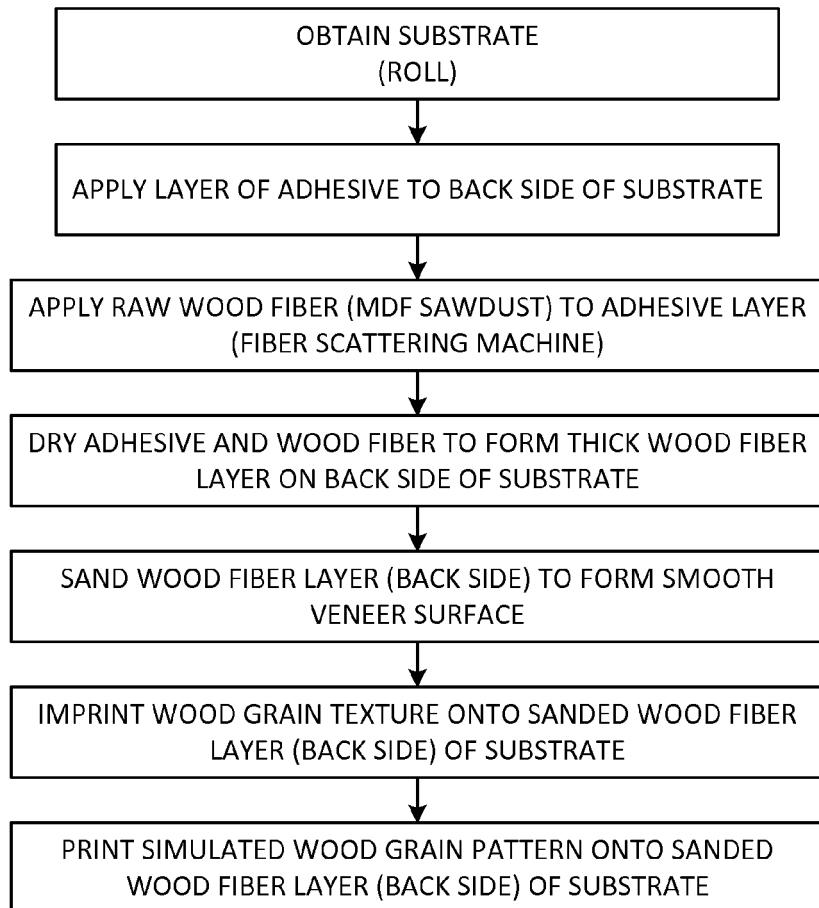 OBTAIN SUBSTRATE
(ROLL)
APPLY LAYER OF ADHESIVE TO BACK SIDE OF SUBSTRATE
APPLY RAW WOOD FIBER (MDF SAWDUST) TO ADHESIVE LAYER
(FIBER SCATTERING MACHINE)
DRY ADHESIVE AND WOOD FIBER TO FORM THICK WOOD FIBER
LAYER ON BACK SIDE OF SUBSTRATE
SAND WOOD FIBER LAYER (BACK SIDE) TO FORM SMOOTH
VENEER SURFACE
IMPRINT WOOD GRAIN TEXTURE ONTO SANDED WOOD FIBER
LAYER (BACK SIDE) OF SUBSTRATE
PRINT SIMULATED WOOD GRAIN PATTERN ONTO SANDED
WOOD FIBER LAYER (BACK SIDE) OF SUBSTRATE